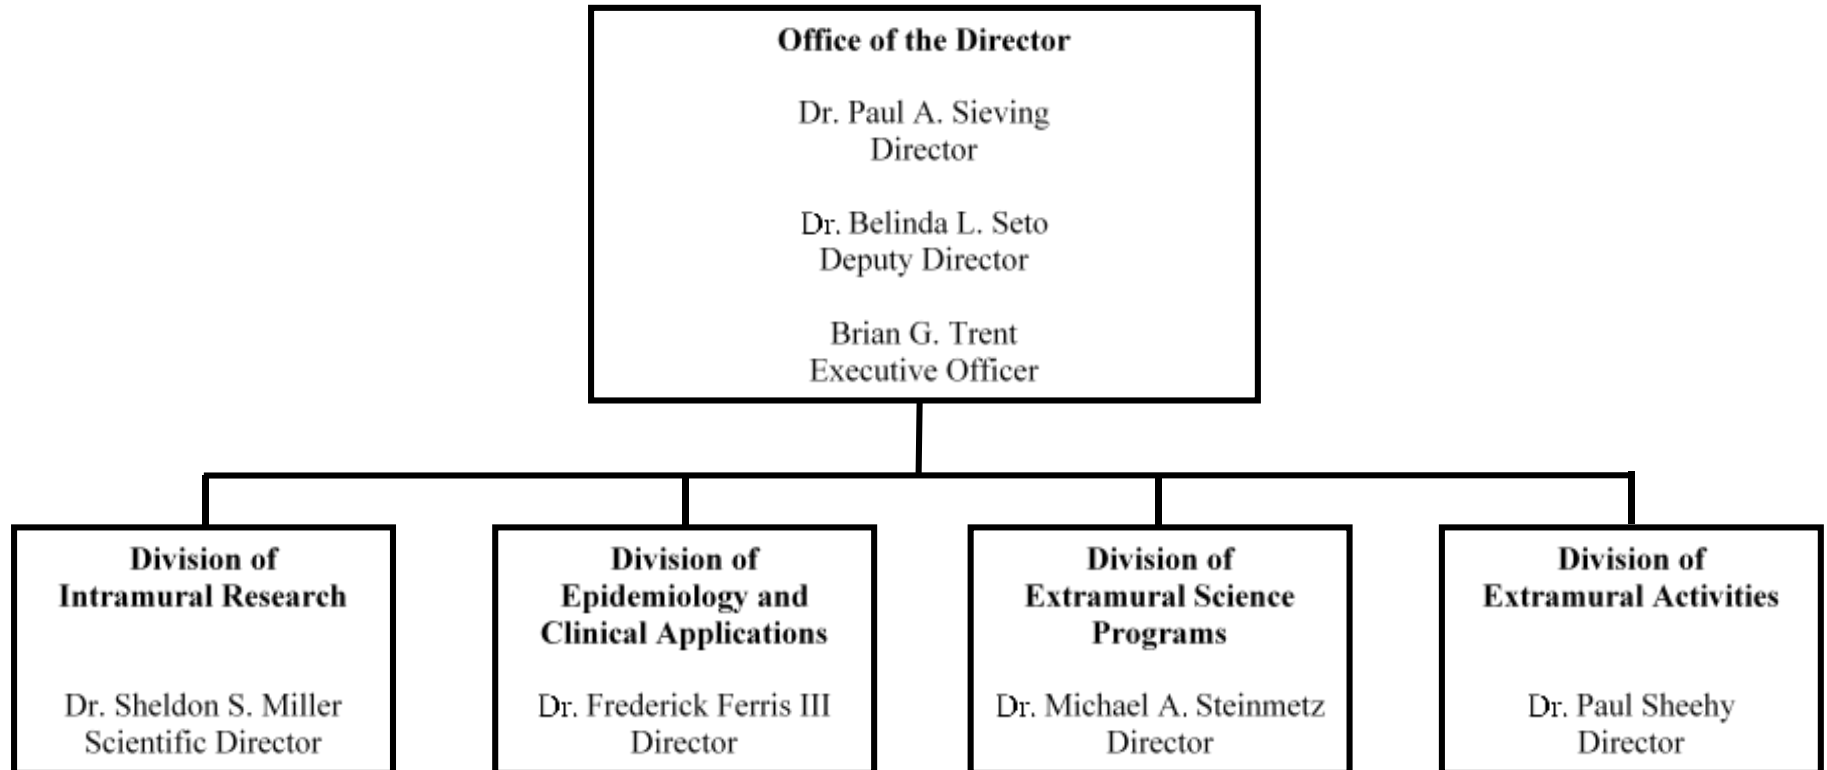 Office of the Director
Dr. Paul A. Sieving
Director
Dr. Belinda L. Seto
Deputy Director
Brian G. Trent
Executive Officer
Division of
Intramural Research
Dr. Sheldon S. Miller
Scientific Director
Division of
Epidemiology and
Clinical Applications
Dr. Frederick Ferris III
Director
Division of
Extramural Science
Programs
Dr. Michael A. Steinmetz
Director
Division of
Extramural Activities
Dr. Paul Sheehy
Director